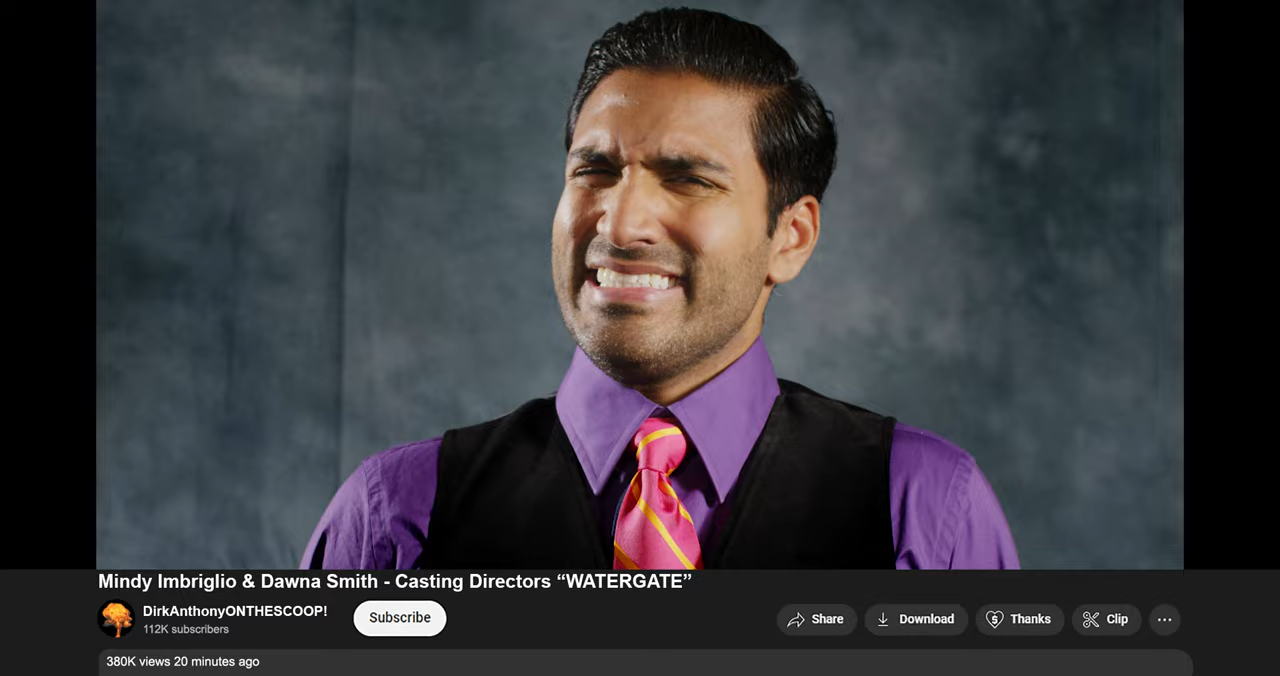 Mindy Imbriglio & Dawna Smith - Casting Directors “WATERGATE”
DirkAnthonyONTHESCOOP!
112K subscribers
Subscribe
Share
Download
Thanks
Clip
380K views 20 minutes ago